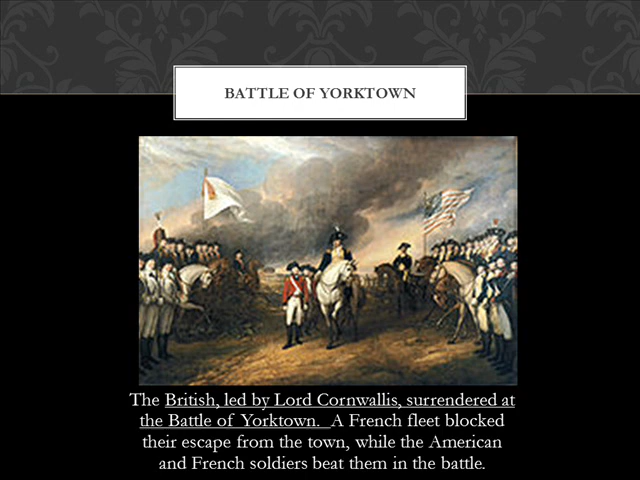 BATTLE OF YORKTOWN
The British, led by Lord Cornwallis, surrendered at
the Battle of Yorktown. A French fleet blocked
their escape from the town, while the American
and French soldiers beat them in the battle.